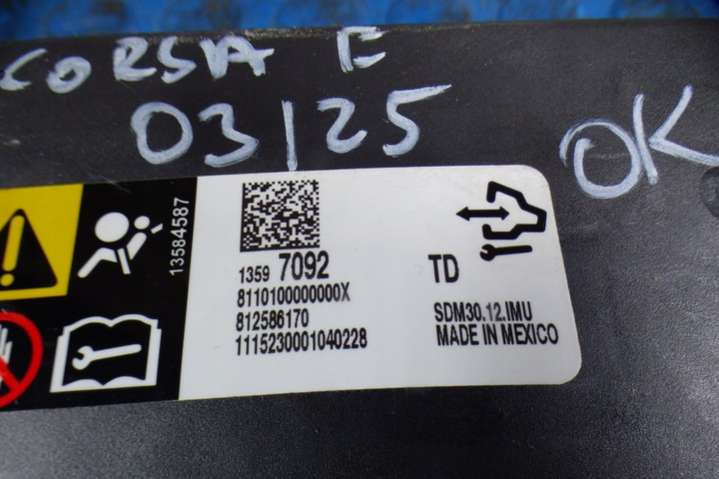 CORSA E
03/25
OK
13584587
1359 7092 TD
8110100000000X
812586170
1115230001040228
SDM30.12.IMU
MADE IN MEXICO